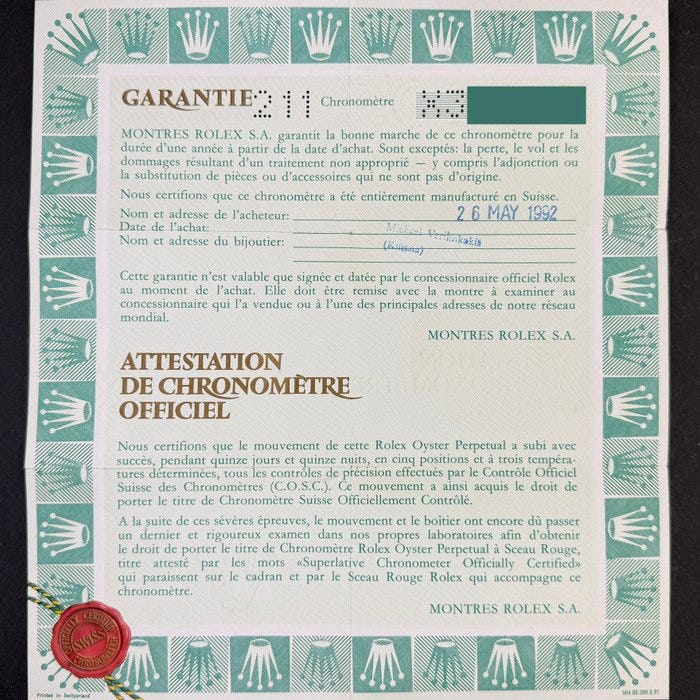 GARANTIE 211 Chronomètre
MONTRES ROLEX S.A. garantit la bonne marche de ce chronomètre pour la
durée d'une année à partir de la date d'achat. Sont exceptés: la perte, le vol et les
dommages résultant d'un traitement non approprié — y compris l'adjonction ou
la substitution de pièces ou d'accessoires qui ne sont pas d'origine.
Nous certifions que ce chronomètre a été entièrement manufacturé en Suisse.
Nom et adresse de l'acheteur:
26 MAY 1992
Date de l'achat:
Nom et adresse du bijoutier:
Michael
Cette garantie n'est valable que signée et datée par le concessionnaire officiel Rolex
au moment de l'achat. Elle doit être remise avec la montre à examiner au
concessionnaire qui l'a vendue ou à l'une des principales adresses de notre réseau
mondial.
MONTRES ROLEX S.A.
ATTESTATION
DE CHRONOMÈTRE
OFFICIEL
Nous certifions que le mouvement de cette Rolex Oyster Perpetual a subi avec
succès, pendant quinze jours et quinze nuits, en cinq positions et à trois tempéra-
tures déterminées, tous les contrôles de précision effectués par le Contrôle Officiel
Suisse des Chronomètres (C.O.S.C.). Ce mouvement a ainsi acquis le droit de
porter le titre de Chronomètre Suisse Officiellement Contrôlé.
A la suite de ces sévères épreuves, le mouvement et le boîtier ont encore dû passer
un dernier et rigoureux examen dans nos propres laboratoires afin d'obtenir
le droit de porter le titre de Chronomètre Rolex Oyster Perpetual à Sceau Rouge,
titre attesté par les mots «Superlative Chronometer Officially Certified»
qui paraissent sur le cadran et par le Sceau Rouge Rolex qui accompagne ce
chronomètre.
MONTRES ROLEX S.A.
SWISS
Printed in Switzerland
564.00.300.8.91